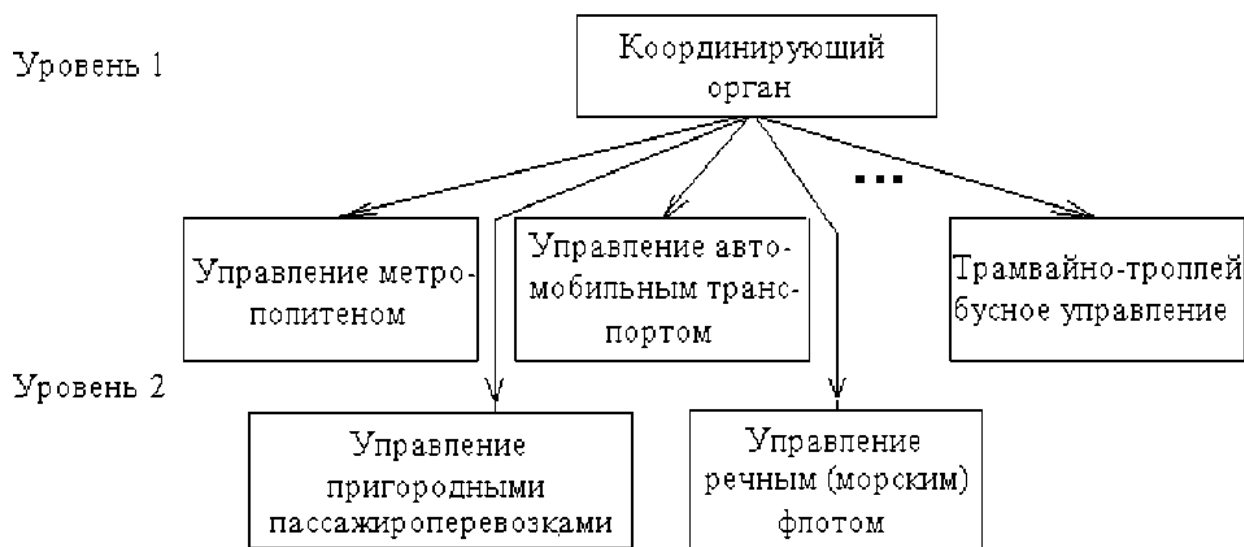 Координирующий
орган
Уровень 1
...
Управление метро-
политеном
Управление авто-
мобильным транс-
портом
Трамвайно-троллей
бусное управление
Уровень 2
Управление
пригородными
пассажироперевозками
Управление
речным (морским)
флотом